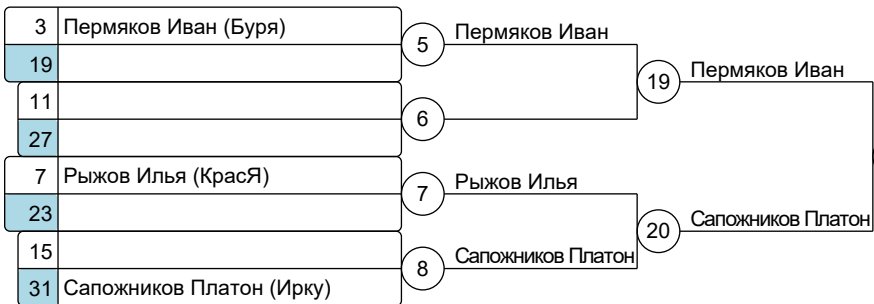 3 Пермяков Иван (Буря)
5 Пермяков Иван
19
19 Пермяков Иван
11
6
27
7 Рыжов Илья (КрасЯ)
7 Рыжов Илья
23
20 Сапожников Платон
15
8 Сапожников Платон
31 Сапожников Платон (Ирку)